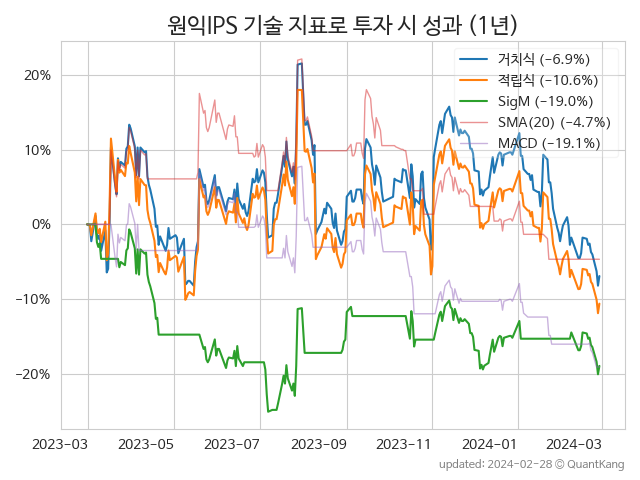 원익IPS 기술 지표로 투자 시 성과 (1년)
거치식 (−6.9%)
적립식 (−10.6%)
SigM (−19.0%)
SMA(20) (−4.7%)
MACD (−19.1%)
20%
10%
0%
−10%
−20%
2023-03 2023-05 2023-07 2023-09 2023-11 2024-01 2024-03
updated: 2024-02-28 © QuantKang